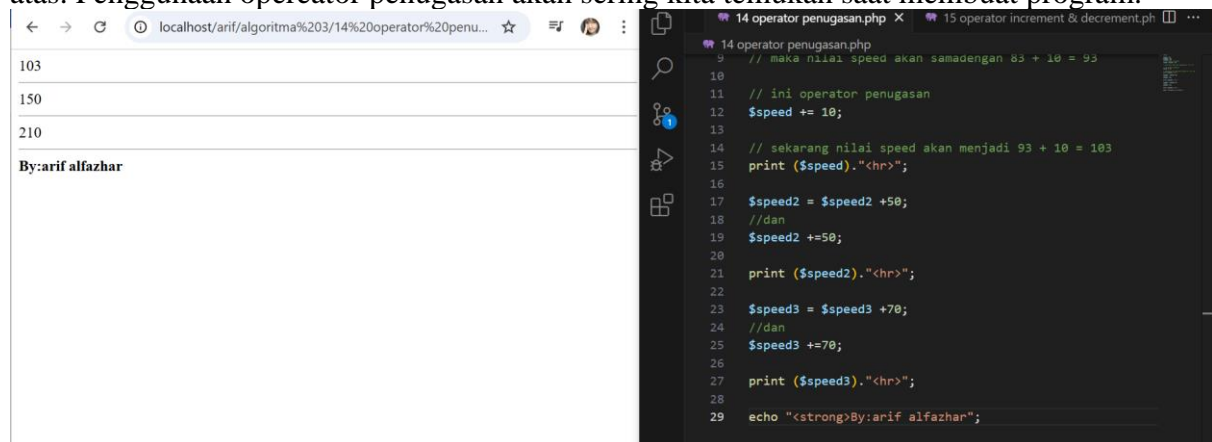 atas. Penggunaan opercator penugasan akan sering kita temukan saat membuat program.
localhost/arif/algoritma%203/14%20operator%20penu...
103
150
210
By:arif alfazhar
14 operator penugasan.php
15 operator increment & decrement.ph
14 operator penugasan.php
9 // maka nilai speed akan samadengan 83 + 10 = 93
10
11 // ini operator penugasan
12 $speed += 10;
13
14 // sekarang nilai speed akan menjadi 93 + 10 = 103
15 print ($speed)."<hr>";
16
17 $speed2 = $speed2 +50;
18 //dan
19 $speed2 +=50;
20
21 print ($speed2)."<hr>";
22
23 $speed3 = $speed3 +70;
24 //dan
25 $speed3 +=70;
26
27 print ($speed3)."<hr>";
28
29 echo "<strong>By:arif alfazhar";
1